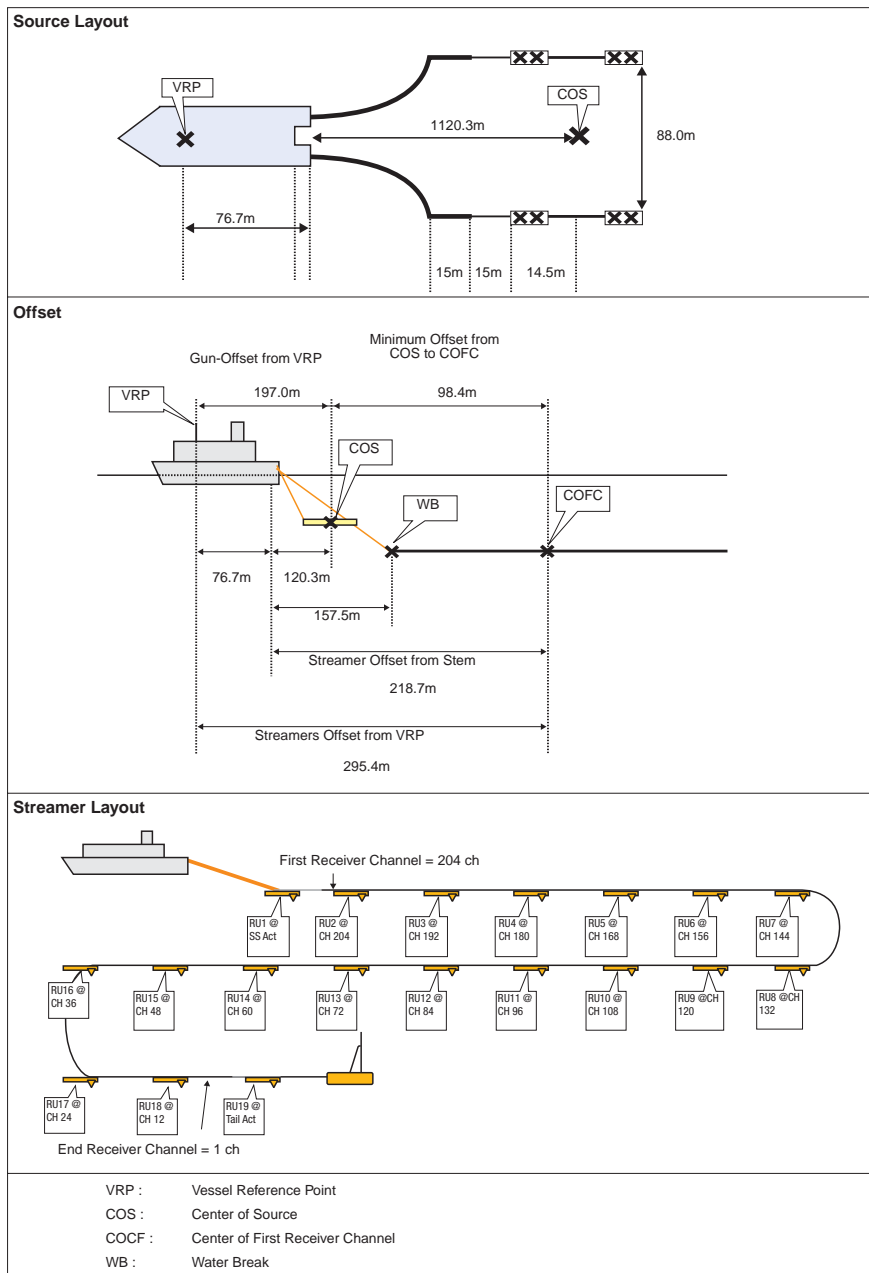 Source Layout
VRP
COS
1120.3m
88.0m
76.7m
15m
15m
14.5m
Offset
Minimum Offset from
COS to COFC
Gun-Offset from VRP
197.0m
98.4m
VRP
COS
WB
COFC
76.7m
120.3m
157.5m
Streamer Offset from Stem
218.7m
Streamers Offset from VRP
295.4m
Streamer Layout
First Receiver Channel = 204 ch
RU1 @
SS Act
RU2 @
CH 204
RU3 @
CH 192
RU4 @
CH 180
RU5 @
CH 168
RU6 @
CH 156
RU7 @
CH 144
RU16 @
CH 36
RU15 @
CH 48
RU14 @
CH 60
RU13 @
CH 72
RU12 @
CH 84
RU11 @
CH 96
RU10 @
CH 108
RU9 @CH
120
RU8 @CH
132
RU17 @
CH 24
RU18 @
CH 12
RU19 @
Tail Act
End Receiver Channel = 1 ch
VRP : Vessel Reference Point
COS : Center of Source
COCF : Center of First Receiver Channel
WB : Water Break